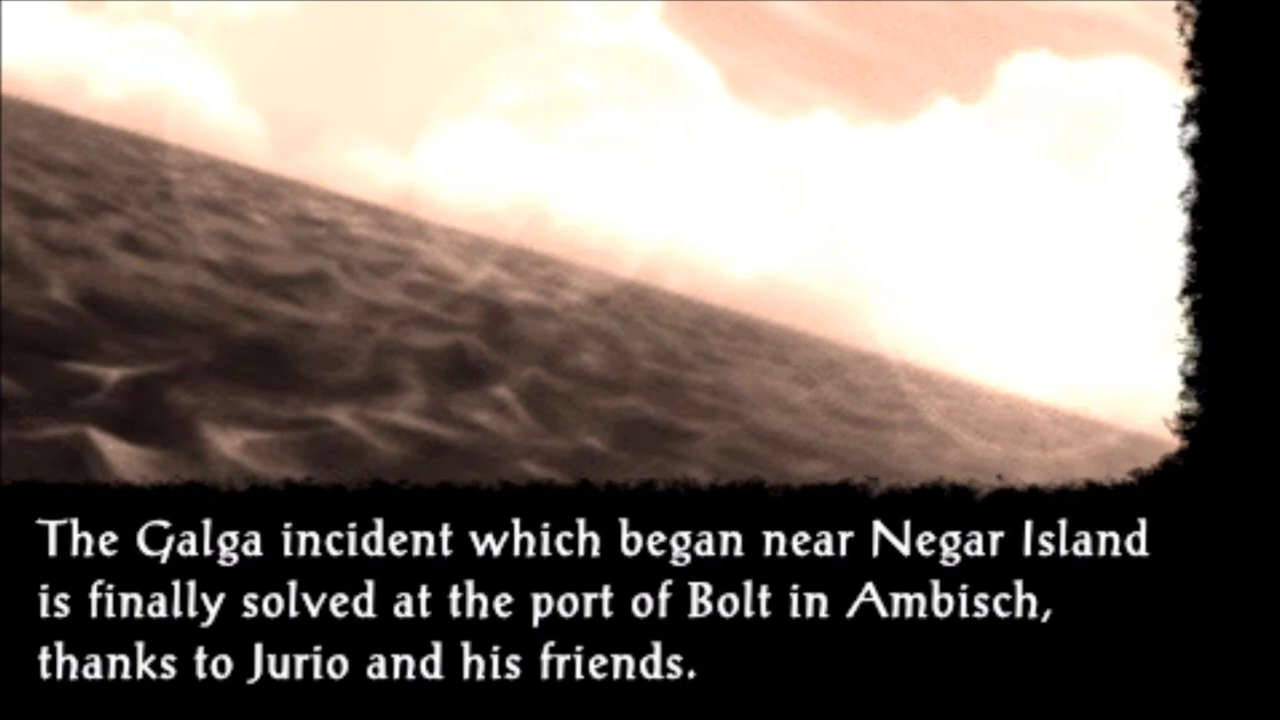 The Galga incident which began near Negar Island
is finally solved at the port of Bolt in Ambisch,
thanks to Jurio and his friends.